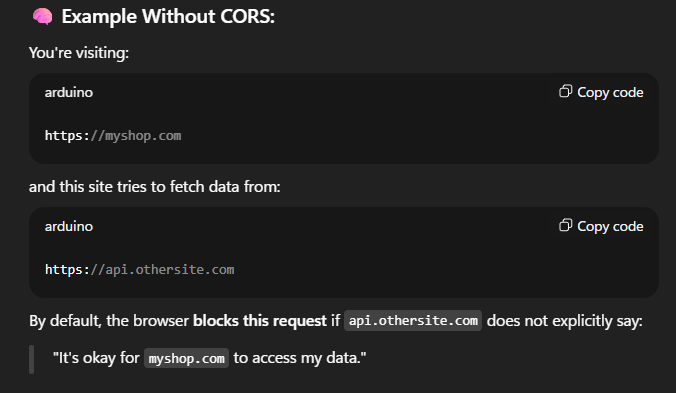 🧠 Example Without CORS:
You're visiting:
arduino
Copy code
https://myshop.com
and this site tries to fetch data from:
arduino
Copy code
https://api.othersite.com
By default, the browser blocks this request if api.othersite.com does not explicitly say:
"It's okay for myshop.com to access my data."